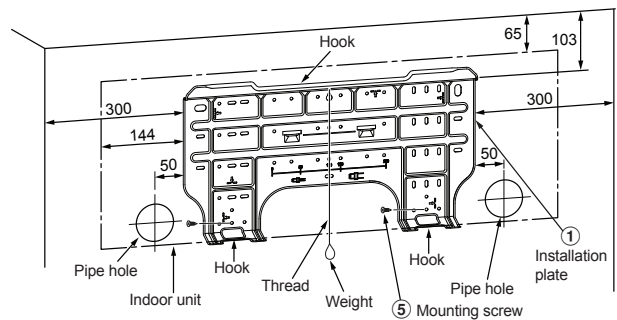 65
103
Hook
300
300
144
50
50
① Installation
plate
Pipe hole
Hook
Hook
Indoor unit
Thread
Weight
Pipe hole
⑤ Mounting screw